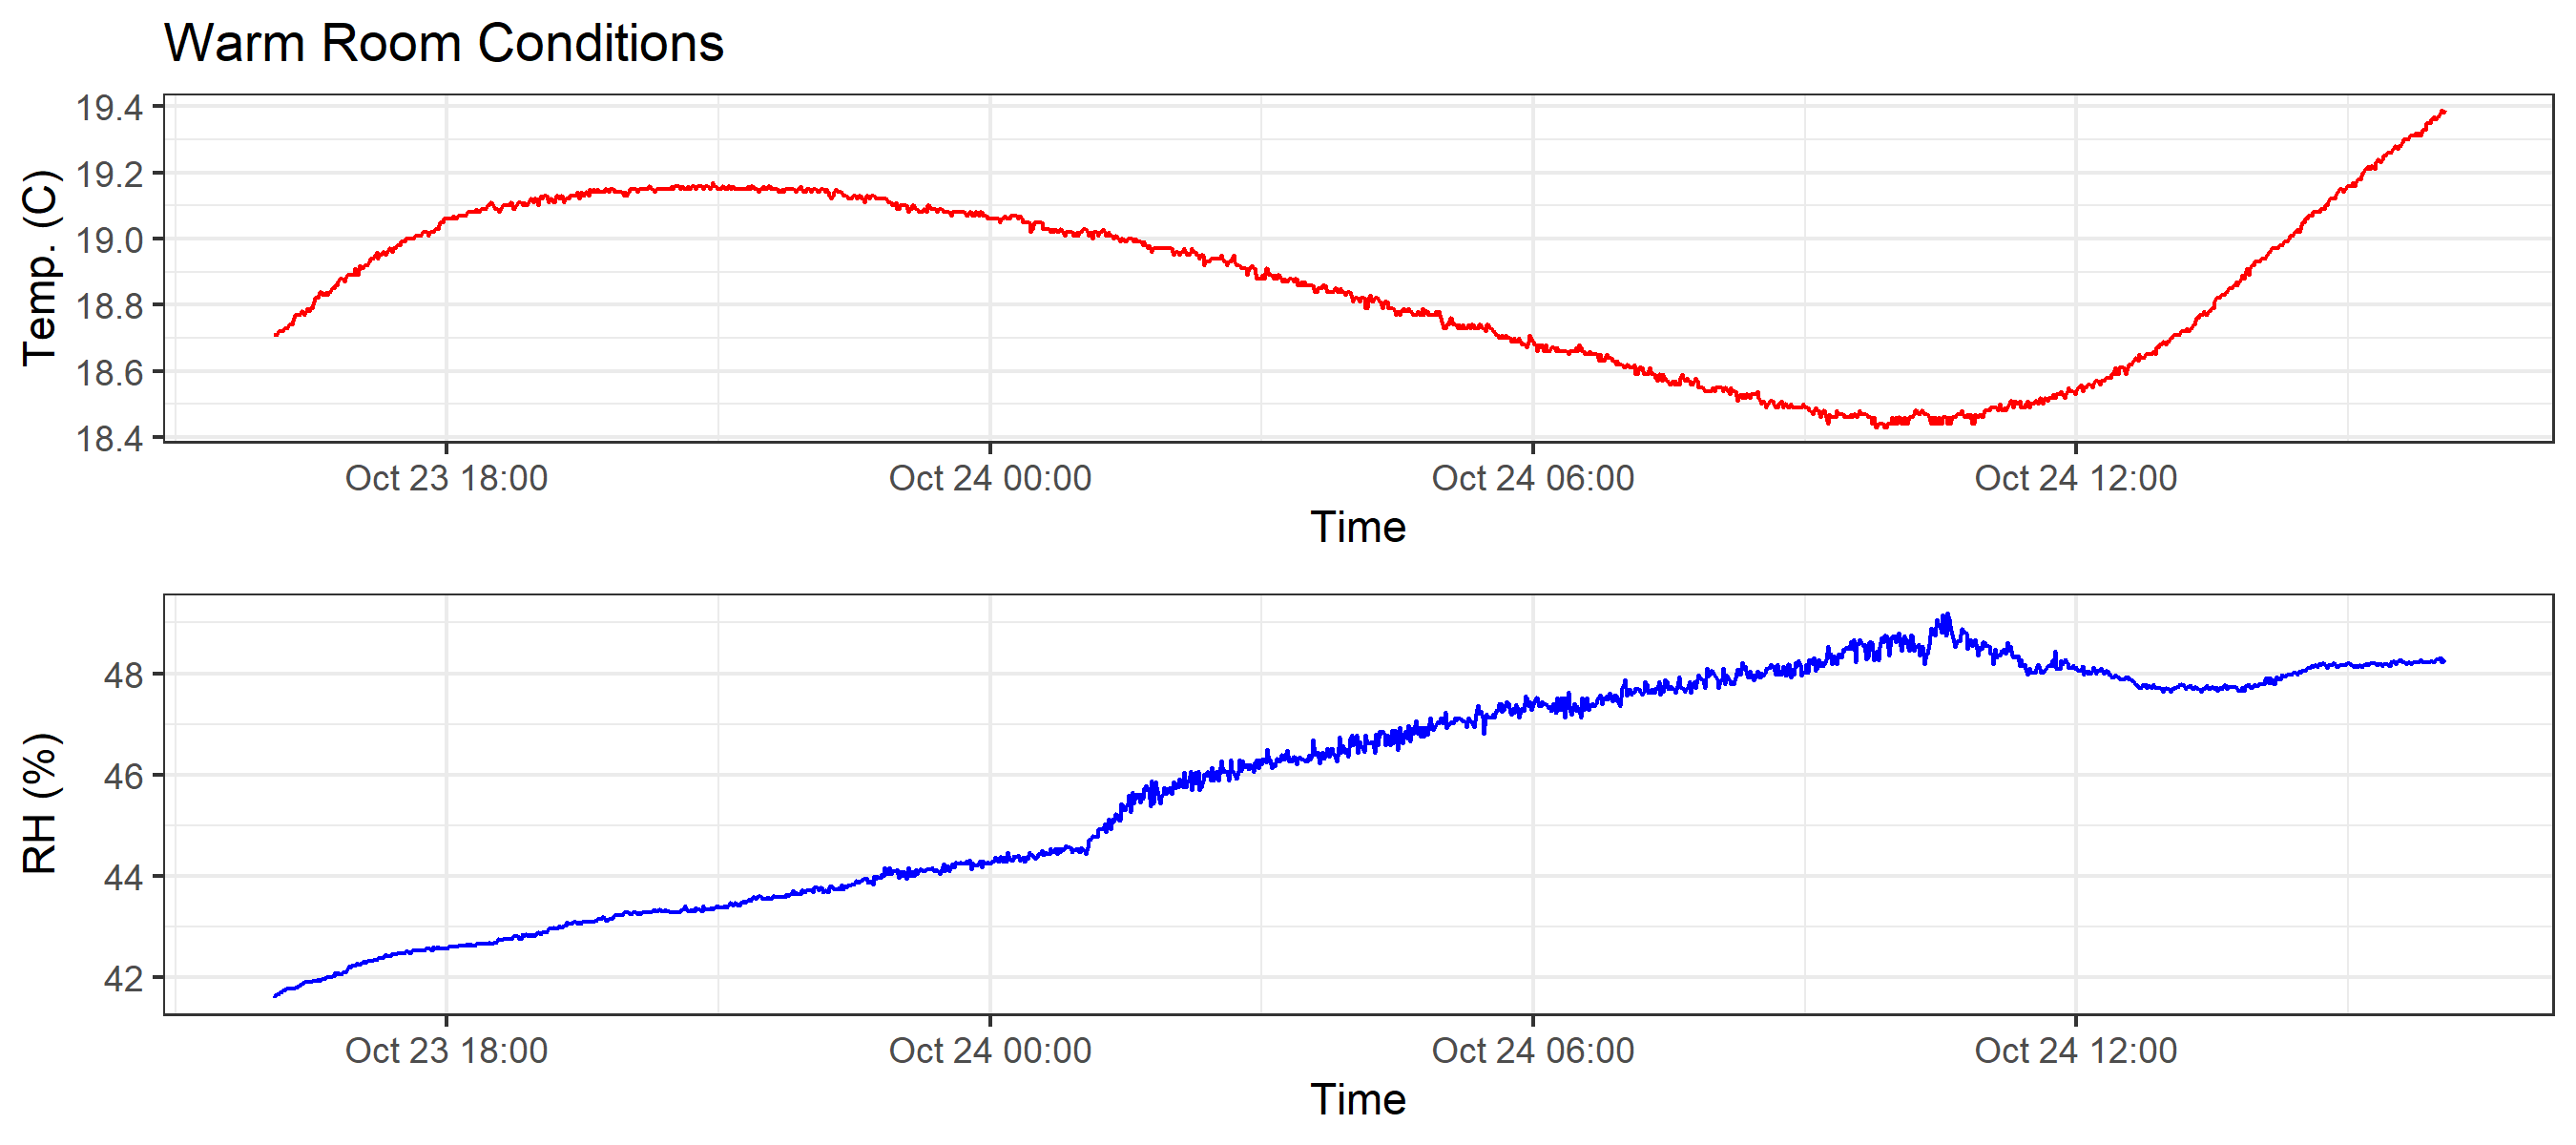 Warm Room Conditions
Temp. (C)
19.4
19.2
19.0
18.8
18.6
18.4
Oct 23 18:00 Oct 24 00:00 Oct 24 06:00 Oct 24 12:00
Time
RH (%)
48
46
44
42
Oct 23 18:00 Oct 24 00:00 Oct 24 06:00 Oct 24 12:00
Time